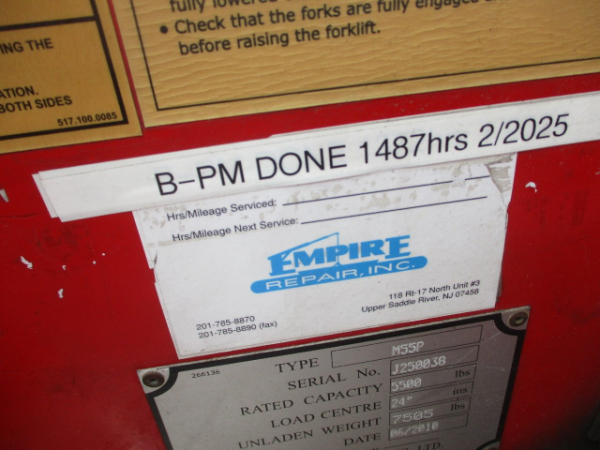 fully lowered
• Check that the forks are fully engaged
before raising the forklift.
ING THE
ATION.
BOTH SIDES
517.100.0085
B-PM DONE 1487hrs 2/2025
Hrs/Mileage Serviced:
Hrs/Mileage Next Service:
EMPIRE
REPAIR, INC.
118 Rt-17 North Unit #3
Upper Saddle River, NJ 07458
201-785-8870
201-785-8890 (fax)
266136
TYPE M55P
SERIAL No. J250038
RATED CAPACITY 5500 lbs
LOAD CENTRE 24" ins
UNLADEN WEIGHT 7505 lbs
DATE 06/2010
LTD.